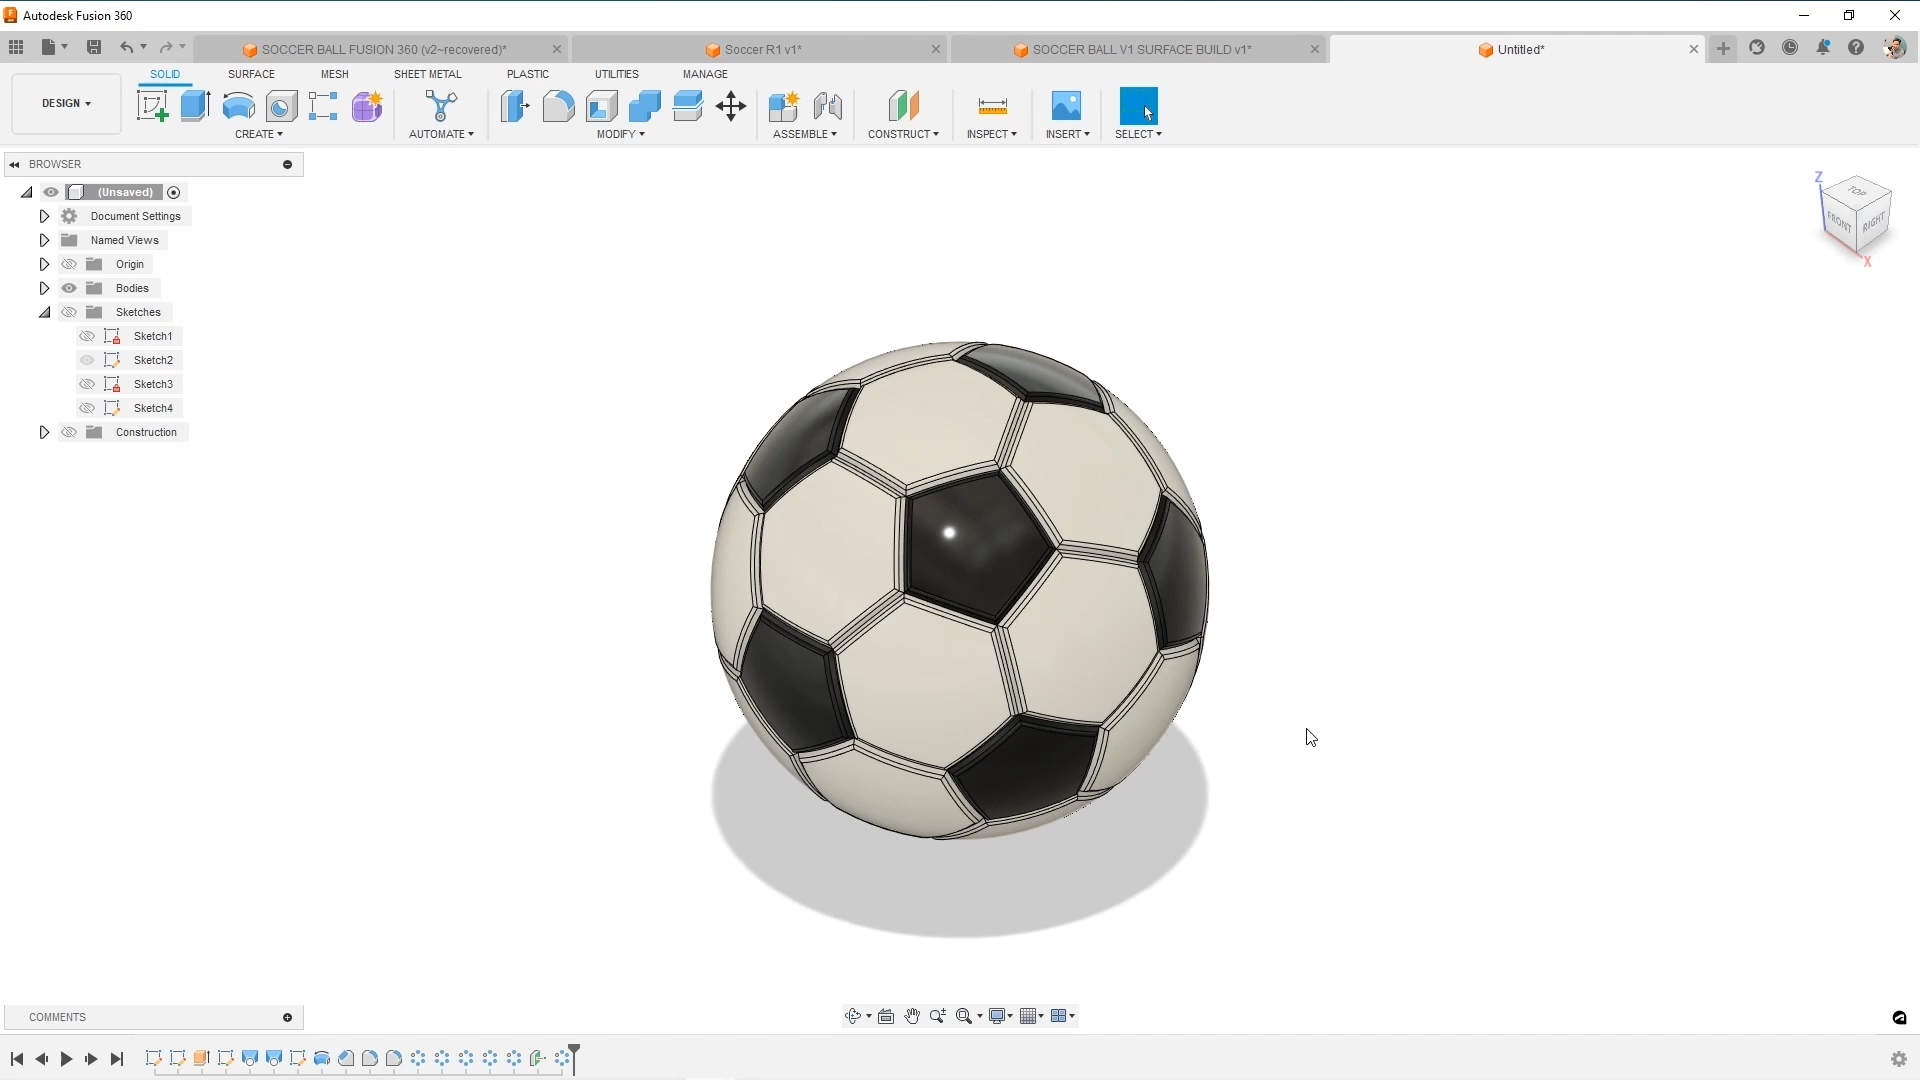 Autodesk Fusion 360
SOCCER BALL FUSION 360 (v2~recovered)*
Soccer R1 v1*
SOCCER BALL V1 SURFACE BUILD v1*
Untitled*
SOLID SURFACE MESH SHEET METAL PLASTIC UTILITIES MANAGE
DESIGN
CREATE AUTOMATE MODIFY ASSEMBLE CONSTRUCT INSPECT INSERT SELECT
BROWSER
(Unsaved)
Document Settings
Named Views
Origin
Bodies
Sketches
Sketch1
Sketch2
Sketch3
Sketch4
Construction
Z
TOP
FRONT
RIGHT
X
COMMENTS